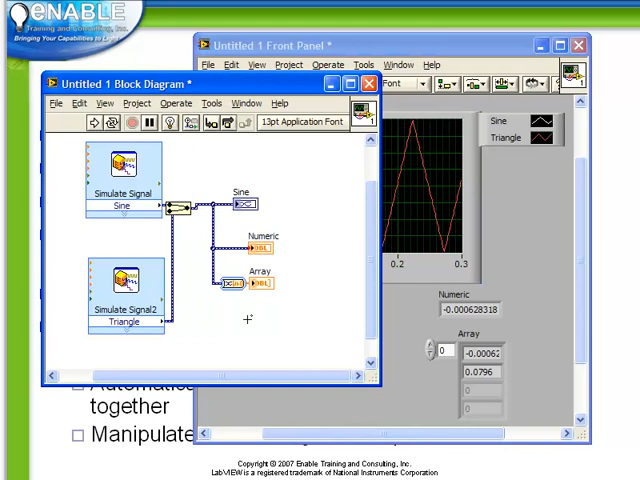 eNABLE
Training and Consulting, Inc.
Bringing Your Capabilities to
Untitled 1 Front Panel *
File Edit View Project Operate Tools Window Help
Font
Sine
Triangle
0.2 0.3
Numeric
-0.000628318
Array
0
-0.00062
0.0796
0
0
Untitled 1 Block Diagram *
File Edit View Project Operate Tools Window Help
13pt Application Font
Simulate Signal
Sine
Simulate Signal2
Triangle
Sine
Numeric
DBL
Array
DBL
Automatica
together
Manipulate
Copyright © 2007 Enable Training and Consulting, Inc.
LabVIEW is a registered trademark of National Instruments Corporation